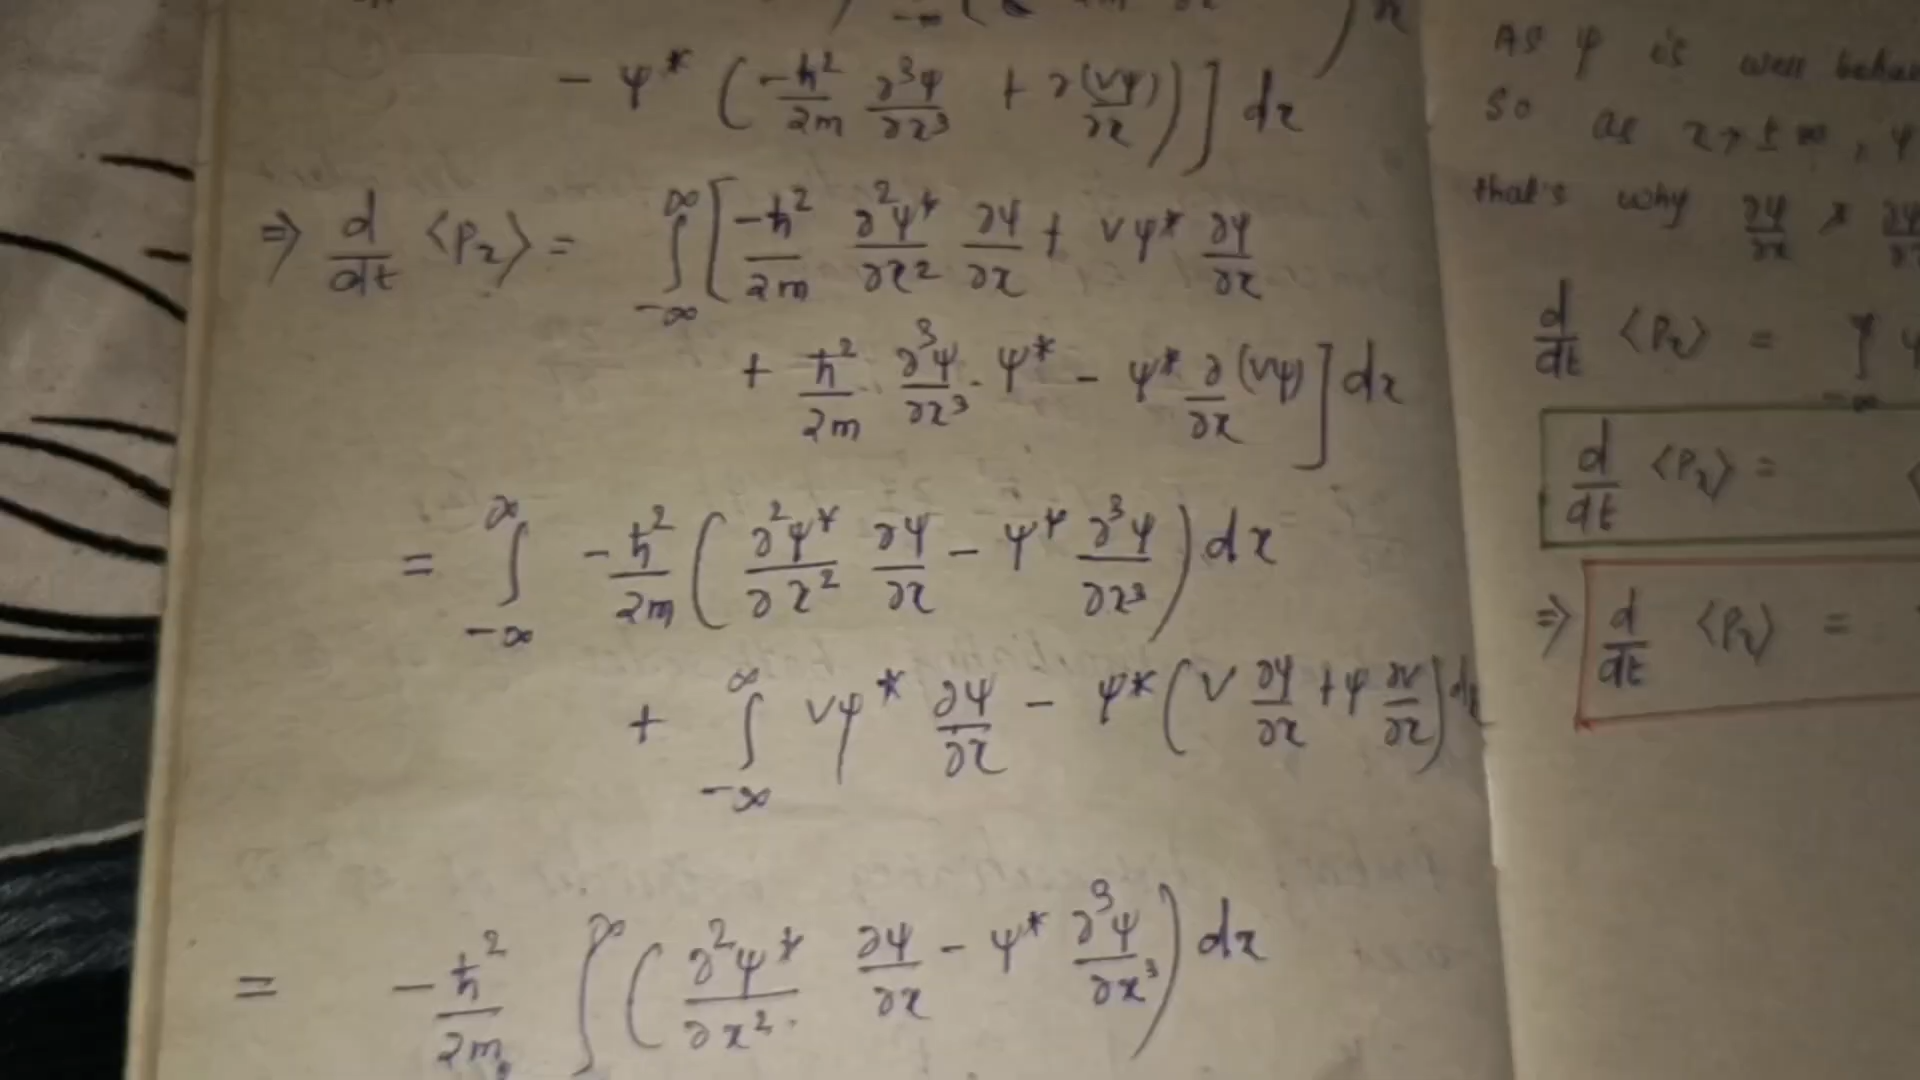 - ψ* ( -ħ²/2m ∂³ψ/∂x³ + ∂(Vψ)/∂x ) ] dx
⇒ d/dt <Px> = ∫_{-∞}^{∞} [ -ħ²/2m ∂²ψ*/∂x² ∂ψ/∂x + Vψ* ∂ψ/∂x
+ ħ²/2m ∂³ψ/∂x³ · ψ* - ψ* ∂/∂x (Vψ) ] dx
= ∫_{-∞}^{∞} -ħ²/2m ( ∂²ψ*/∂x² ∂ψ/∂x - ψ* ∂³ψ/∂x³ ) dx
+ ∫_{-∞}^{∞} Vψ* ∂ψ/∂x - ψ* ( V ∂ψ/∂x + ψ ∂V/∂x ) dx
= -ħ²/2m ∫^{∞} ( ∂²ψ*/∂x² ∂ψ/∂x - ψ* ∂³ψ/∂x³ ) dx
As ψ is well
So as x → ± ∞, ψ
that's why ∂ψ/∂x
d/dt <Px> = ∫
d/dt <Px> =
⇒ d/dt <Px> =